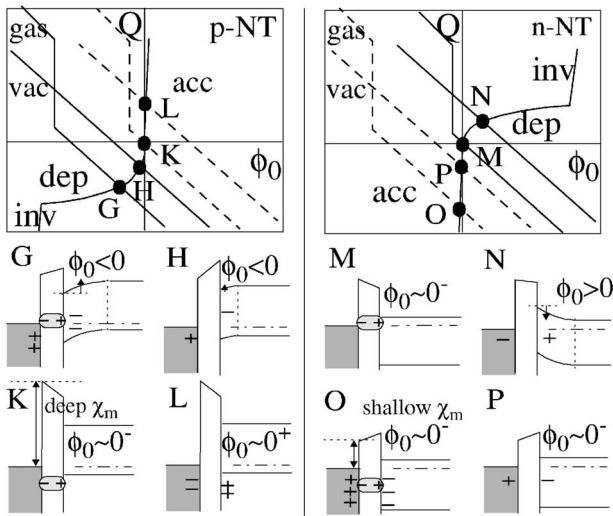 gas
Q
p-NT
vac
acc
L
K
ϕ₀
dep
H
G
inv
gas
Q
n-NT
inv
vac
N
dep
M
ϕ₀
P
acc
O
G
ϕ₀<0
H
ϕ₀<0
M
ϕ₀~0⁻
N
ϕ₀>0
K
deep χₘ
ϕ₀~0⁻
L
ϕ₀~0⁺
O
shallow χₘ
ϕ₀~0⁻
P
ϕ₀~0⁻